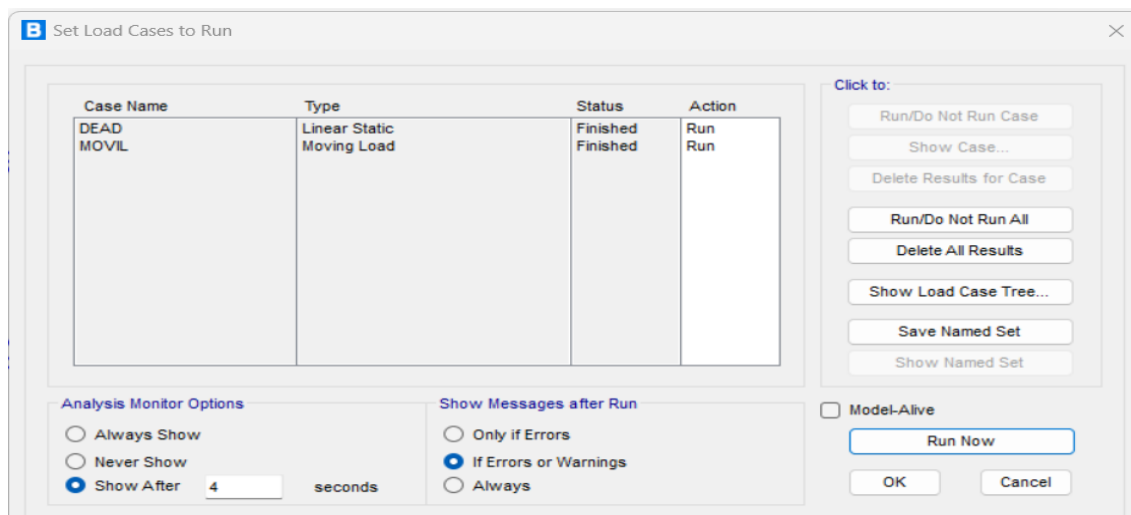 B Set Load Cases to Run
Click to:
Case Name Type Status Action
DEAD Linear Static Finished Run
MOVIL Moving Load Finished Run
Run/Do Not Run Case
Show Case...
Delete Results for Case
Run/Do Not Run All
Delete All Results
Show Load Case Tree...
Save Named Set
Show Named Set
Analysis Monitor Options
Always Show
Never Show
Show After 4 seconds
Show Messages after Run
Only if Errors
If Errors or Warnings
Always
Model-Alive
Run Now
OK Cancel